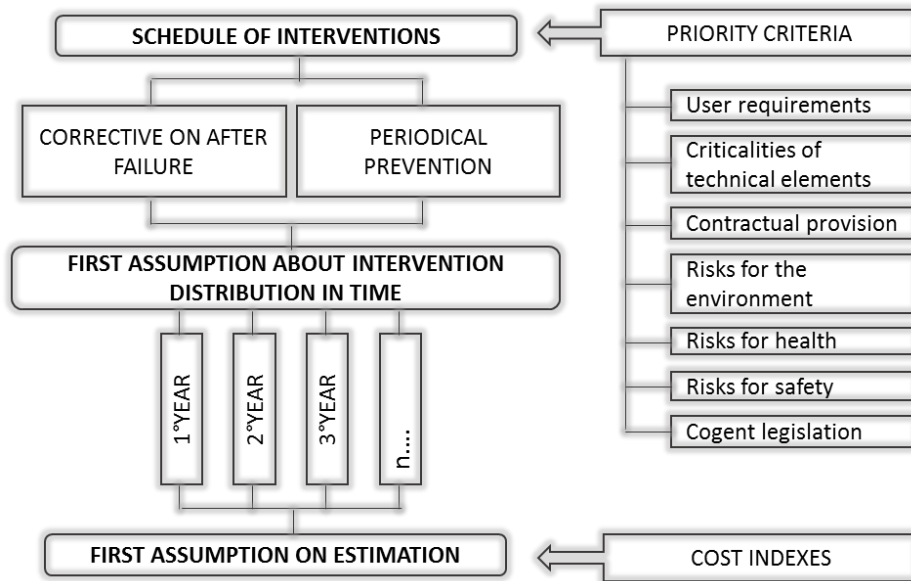 SCHEDULE OF INTERVENTIONS
PRIORITY CRITERIA
CORRECTIVE ON AFTER
FAILURE
PERIODICAL
PREVENTION
User requirements
Criticalities of
technical elements
Contractual provision
Risks for the
environment
Risks for health
Risks for safety
Cogent legislation
FIRST ASSUMPTION ABOUT INTERVENTION
DISTRIBUTION IN TIME
1°YEAR
2°YEAR
3°YEAR
n....
FIRST ASSUMPTION ON ESTIMATION
COST INDEXES